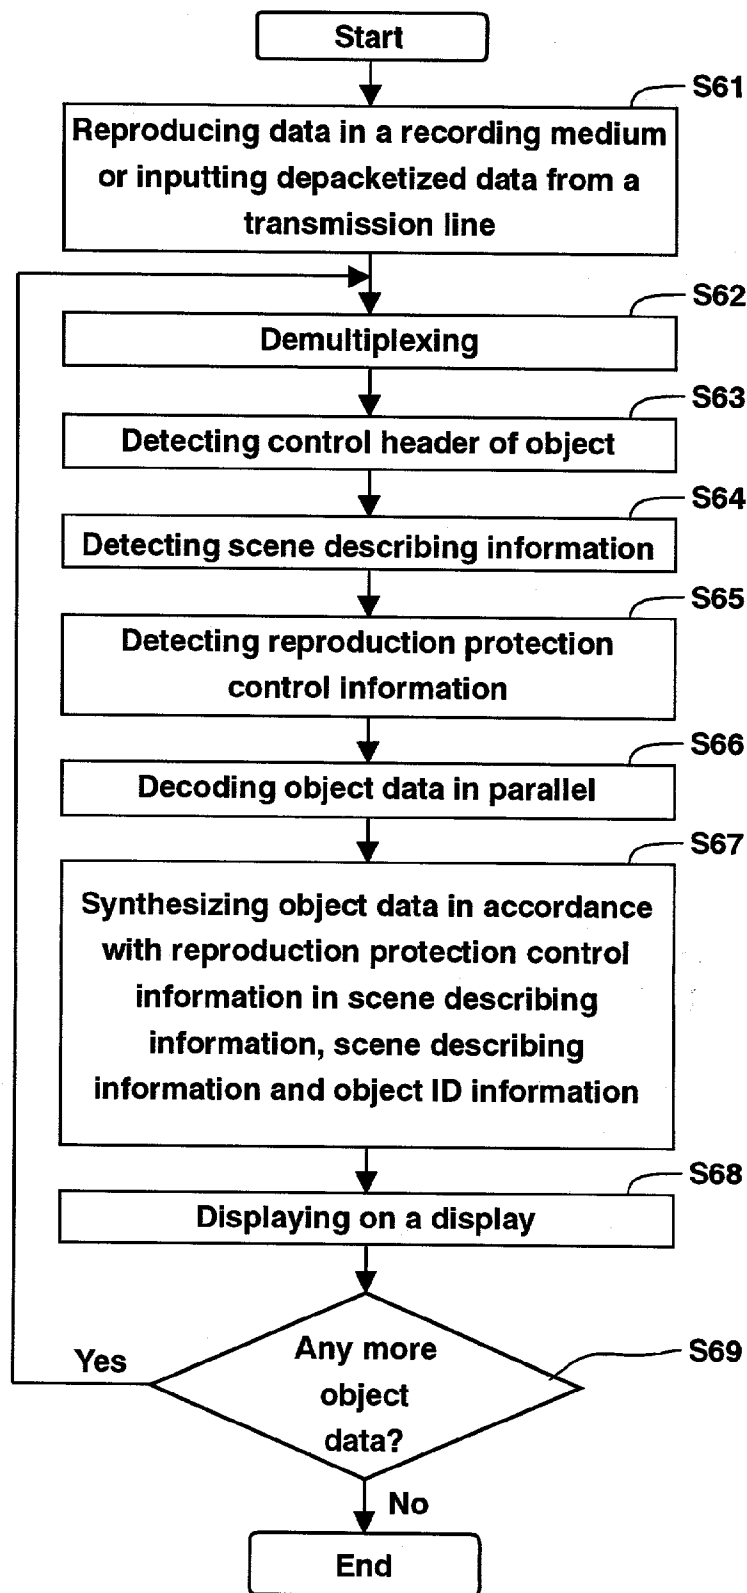 Start
S61
Reproducing data in a recording medium
or inputting depacketized data from a
transmission line
S62
Demultiplexing
S63
Detecting control header of object
S64
Detecting scene describing information
S65
Detecting reproduction protection
control information
S66
Decoding object data in parallel
S67
Synthesizing object data in accordance
with reproduction protection control
information in scene describing
information, scene describing
information and object ID information
S68
Displaying on a display
S69
Yes
Any more
object
data?
No
End